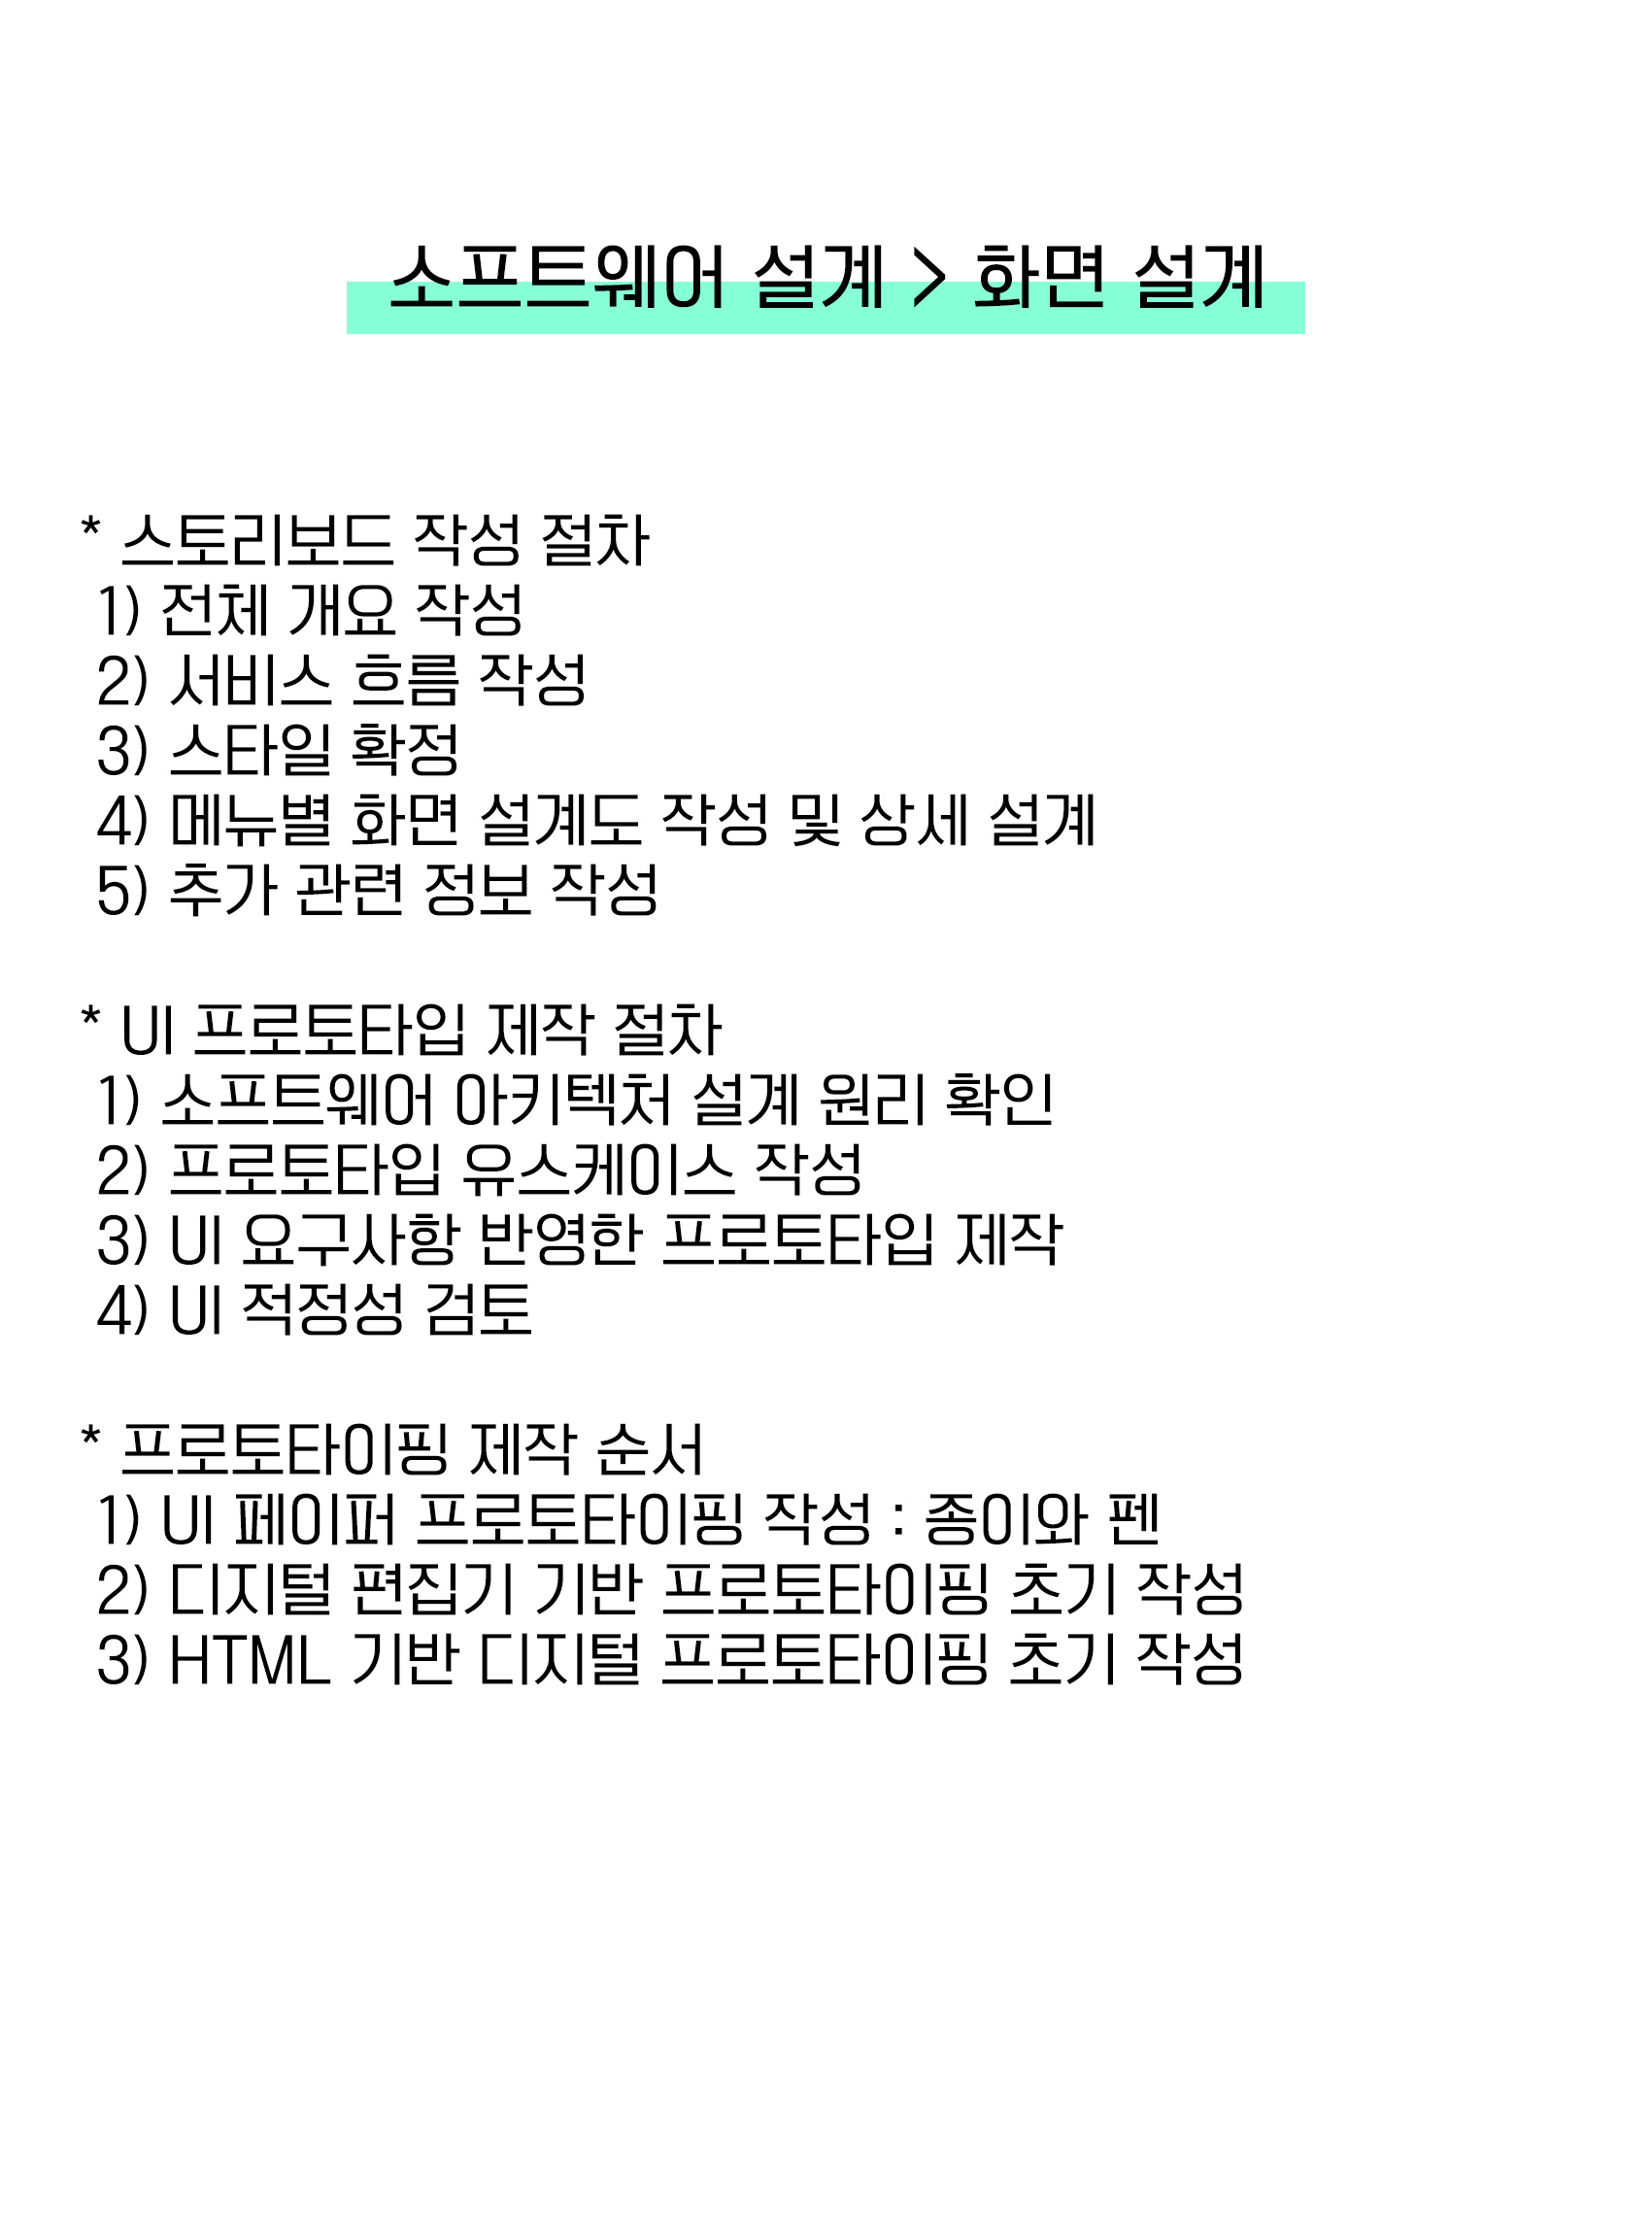 소프트웨어 설계 > 화면 설계
* 스토리보드 작성 절차
1) 전체 개요 작성
2) 서비스 흐름 작성
3) 스타일 확정
4) 메뉴별 화면 설계도 작성 및 상세 설계
5) 추가 관련 정보 작성
* UI 프로토타입 제작 절차
1) 소프트웨어 아키텍처 설계 원리 확인
2) 프로토타입 유스케이스 작성
3) UI 요구사항 반영한 프로토타입 제작
4) UI 적정성 검토
* 프로토타이핑 제작 순서
1) UI 페이퍼 프로토타이핑 작성 : 종이와 펜
2) 디지털 편집기 기반 프로토타이핑 초기 작성
3) HTML 기반 디지털 프로토타이핑 초기 작성